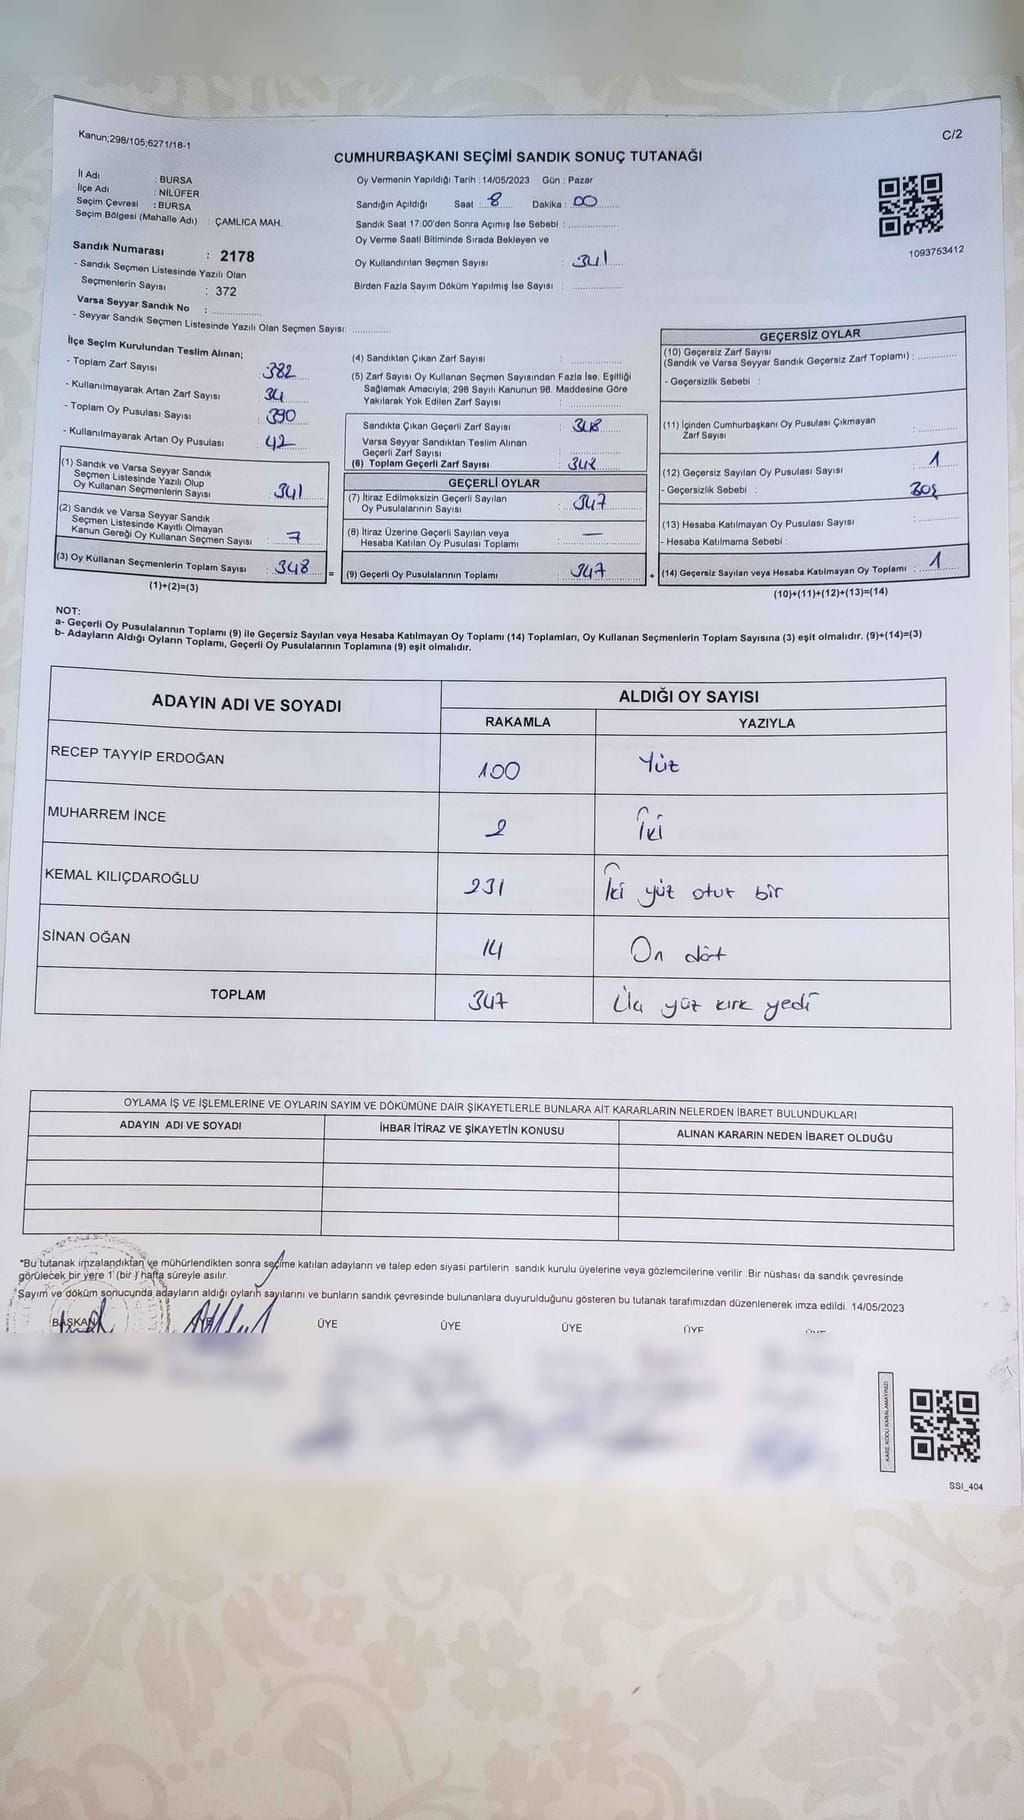 Kanun;298/105;6271/18-1
C/2
CUMHURBAŞKANI SEÇİMİ SANDIK SONUÇ TUTANAĞI
İl Adı : BURSA
İlçe Adı : NİLÜFER
Seçim Çevresi : BURSA
Seçim Bölgesi (Mahalle Adı) : ÇAMLICA MAH.
Sandık Numarası : 2178
- Sandık Seçmen Listesinde Yazılı Olan
Seçmenlerin Sayısı : 372
Varsa Seyyar Sandık No :
- Seyyar Sandık Seçmen Listesinde Yazılı Olan Seçmen Sayısı:
Oy Vermenin Yapıldığı Tarih : 14/05/2023 Gün : Pazar
Sandığın Açıldığı Saat : 8 Dakika : 00
Sandık Saat 17:00'den Sonra Açımış İse Sebebi :
Oy Verme Saati Bitiminde Sırada Bekleyen ve
Oy Kullandırılan Seçmen Sayısı : 341
Birden Fazla Sayım Döküm Yapılmış İse Sayısı :
1093753412
İlçe Seçim Kurulundan Teslim Alınan;
- Toplam Zarf Sayısı : 382
- Kullanılmayarak Artan Zarf Sayısı : 34
- Toplam Oy Pusulası Sayısı : 390
- Kullanılmayarak Artan Oy Pusulası : 42
(1) Sandık ve Varsa Seyyar Sandık
Seçmen Listesinde Yazılı Olup
Oy Kullanan Seçmenlerin Sayısı : 341
(2) Sandık ve Varsa Seyyar Sandık
Seçmen Listesinde Kayıtlı Olmayan
Kanun Gereği Oy Kullanan Seçmen Sayısı : 7
(3) Oy Kullanan Seçmenlerin Toplam Sayısı : 348
(1)+(2)=(3)
=
(4) Sandıktan Çıkan Zarf Sayısı :
(5) Zarf Sayısı Oy Kullanan Seçmen Sayısından Fazla İse, Eşitliği
Sağlamak Amacıyla; 298 Sayılı Kanunun 98. Maddesine Göre
Yakılarak Yok Edilen Zarf Sayısı :
Sandıkta Çıkan Geçerli Zarf Sayısı : 348
Varsa Seyyar Sandıktan Teslim Alınan
Geçerli Zarf Sayısı :
(6) Toplam Geçerli Zarf Sayısı : 348
GEÇERLİ OYLAR
(7) İtiraz Edilmeksizin Geçerli Sayılan
Oy Pusulalarının Sayısı : 347
(8) İtiraz Üzerine Geçerli Sayılan veya
Hesaba Katılan Oy Pusulası Toplamı : —
(9) Geçerli Oy Pusulalarının Toplamı : 347
+
GEÇERSİZ OYLAR
(10) Geçersiz Zarf Sayısı
(Sandık ve Varsa Seyyar Sandık Geçersiz Zarf Toplamı) :
- Geçersizlik Sebebi :
(11) İçinden Cumhurbaşkanı Oy Pusulası Çıkmayan
Zarf Sayısı :
(12) Geçersiz Sayılan Oy Pusulası Sayısı : 1
- Geçersizlik Sebebi : Boş
(13) Hesaba Katılmayan Oy Pusulası Sayısı :
- Hesaba Katılmama Sebebi :
(14) Geçersiz Sayılan veya Hesaba Katılmayan Oy Toplamı : 1
(10)+(11)+(12)+(13)=(14)
NOT:
a- Geçerli Oy Pusulalarının Toplamı (9) ile Geçersiz Sayılan veya Hesaba Katılmayan Oy Toplamı (14) Toplamları, Oy Kullanan Seçmenlerin Toplam Sayısına (3) eşit olmalıdır. (9)+(14)=(3)
b- Adayların Aldığı Oyların Toplamı, Geçerli Oy Pusulalarının Toplamına (9) eşit olmalıdır.
ADAYIN ADI VE SOYADI ALDIĞI OY SAYISI
RAKAMLA YAZIYLA
RECEP TAYYİP ERDOĞAN 100 Yüz
MUHARREM İNCE 2 İki
KEMAL KILIÇDAROĞLU 231 İki yüz otuz bir
SİNAN OĞAN 14 On dört
TOPLAM 347 Üç yüz kırk yedi
OYLAMA İŞ VE İŞLEMLERİNE VE OYLARIN SAYIM VE DÖKÜMÜNE DAİR ŞİKAYETLERLE BUNLARA AİT KARARLARIN NELERDEN İBARET BULUNDUKLARI
ADAYIN ADI VE SOYADI İHBAR İTİRAZ VE ŞİKAYETİN KONUSU ALINAN KARARIN NEDEN İBARET OLDUĞU
*Bu tutanak imzalandıktan ve mühürlendikten sonra seçime katılan adayların ve talep eden siyasi partilerin sandık kurulu üyelerine veya gözlemcilerine verilir. Bir nüshası da sandık çevresinde
görülecek bir yere 1 (bir) hafta süreyle asılır.
*Sayım ve döküm sonucunda adayların aldığı oyların sayılarını ve bunların sandık çevresinde bulunanlara duyurulduğunu gösteren bu tutanak tarafımızdan düzenlenerek imza edildi. 14/05/2023
BAŞKAN ÜYE ÜYE ÜYE ÜYE ÜYE ÜYE
KARE KODU KARALAMAYINIZ!
SSI_404